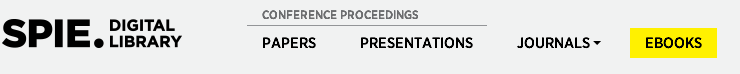 SPIE. DIGITAL
LIBRARY
CONFERENCE PROCEEDINGS
PAPERS PRESENTATIONS JOURNALS EBOOKS